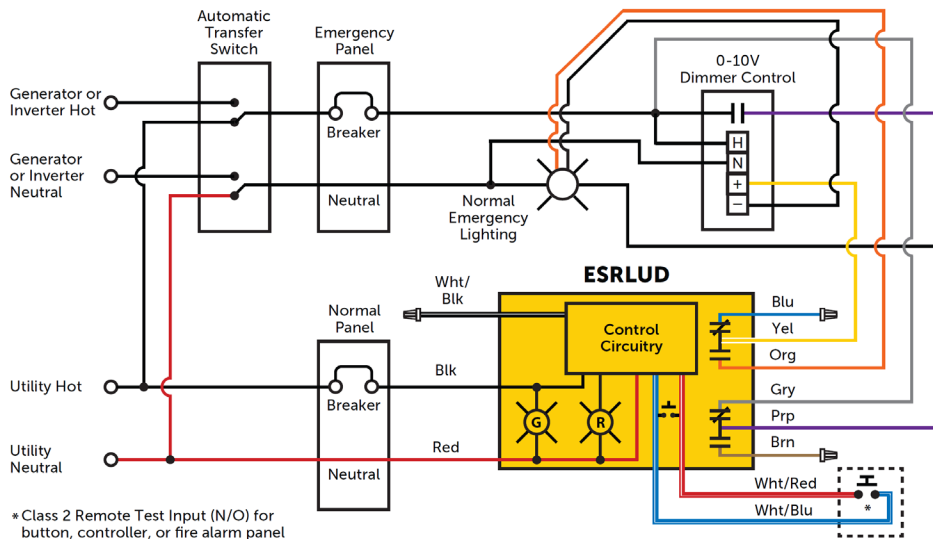 Automatic
Transfer
Switch
Emergency
Panel
0-10V
Dimmer Control
Generator or
Inverter Hot
Breaker
H
N
+
–
Generator
or Inverter
Neutral
Neutral
Normal
Emergency
Lighting
ESRLUD
Wht/
Blk
Normal
Panel
Control
Circuitry
Blu
Yel
Org
Utility Hot
Breaker
Blk
Gry
Prp
Brn
G
R
Utility
Neutral
Neutral
Red
Wht/Red
Wht/Blu
*
*Class 2 Remote Test Input (N/O) for
button, controller, or fire alarm panel